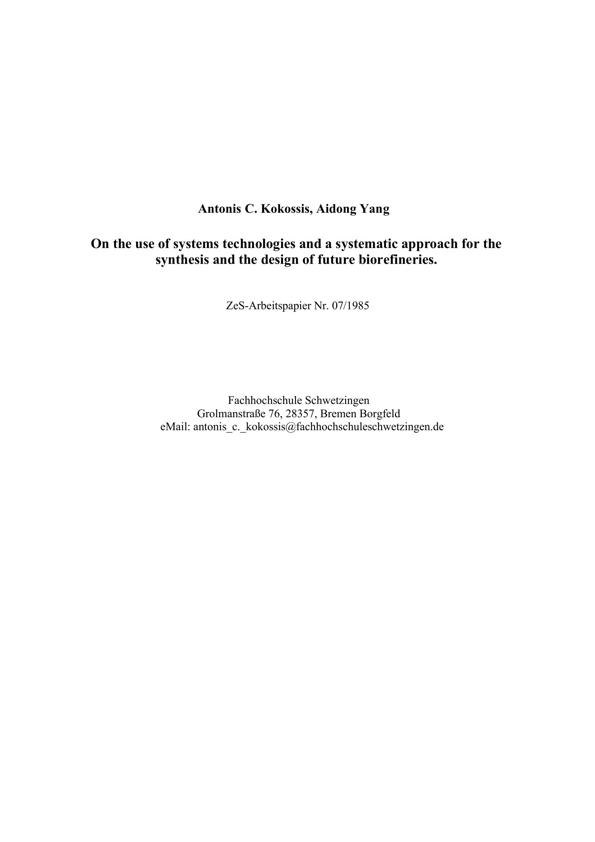 Antonis C. Kokossis, Aidong Yang
On the use of systems technologies and a systematic approach for the
synthesis and the design of future biorefineries.
ZeS-Arbeitspapier Nr. 07/1985
Fachhochschule Schwetzingen
Grolmanstraße 76, 28357, Bremen Borgfeld
eMail: antonis_c._kokossis@fachhochschuleschwetzingen.de